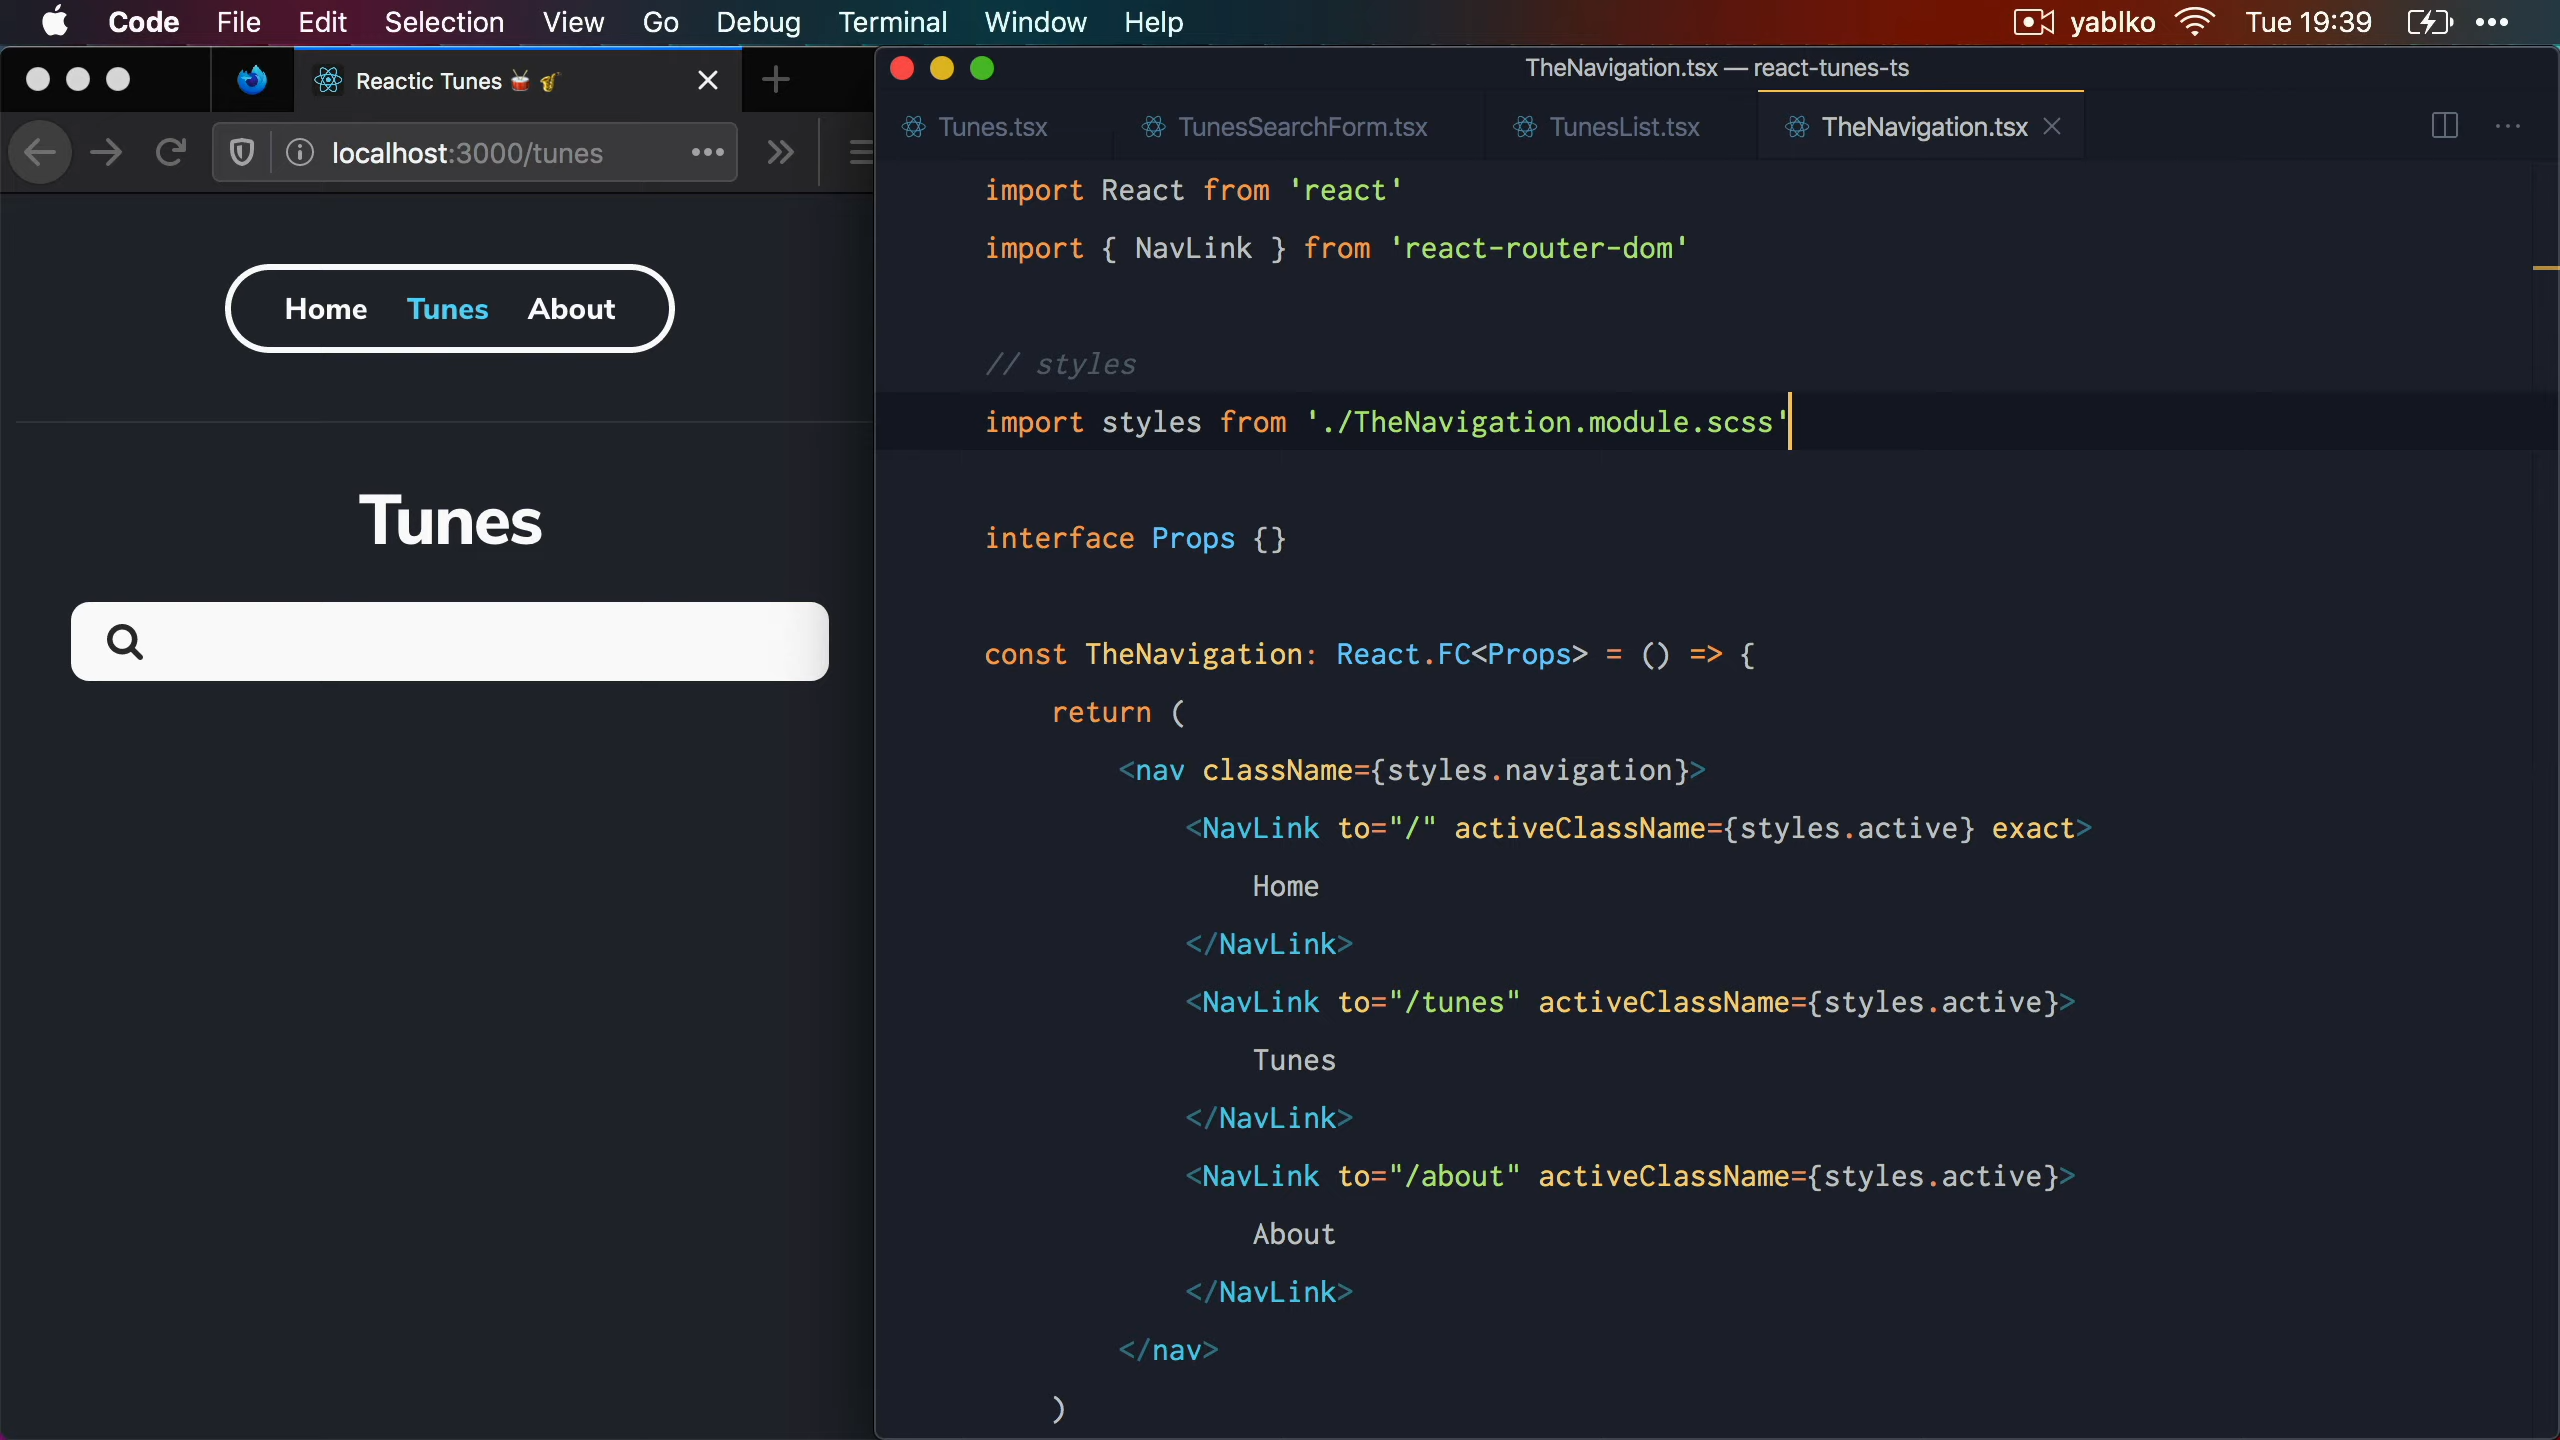 Code File Edit Selection View Go Debug Terminal Window Help yablko Tue 19:39
Reactic Tunes 🥁 🎷
localhost:3000/tunes
Home Tunes About
Tunes
TheNavigation.tsx — react-tunes-ts
Tunes.tsx TunesSearchForm.tsx TunesList.tsx TheNavigation.tsx
import React from 'react'
import { NavLink } from 'react-router-dom'
// styles
import styles from './TheNavigation.module.scss'
interface Props {}
const TheNavigation: React.FC<Props> = () => {
return (
<nav className={styles.navigation}>
<NavLink to="/" activeClassName={styles.active} exact>
Home
</NavLink>
<NavLink to="/tunes" activeClassName={styles.active}>
Tunes
</NavLink>
<NavLink to="/about" activeClassName={styles.active}>
About
</NavLink>
</nav>
)